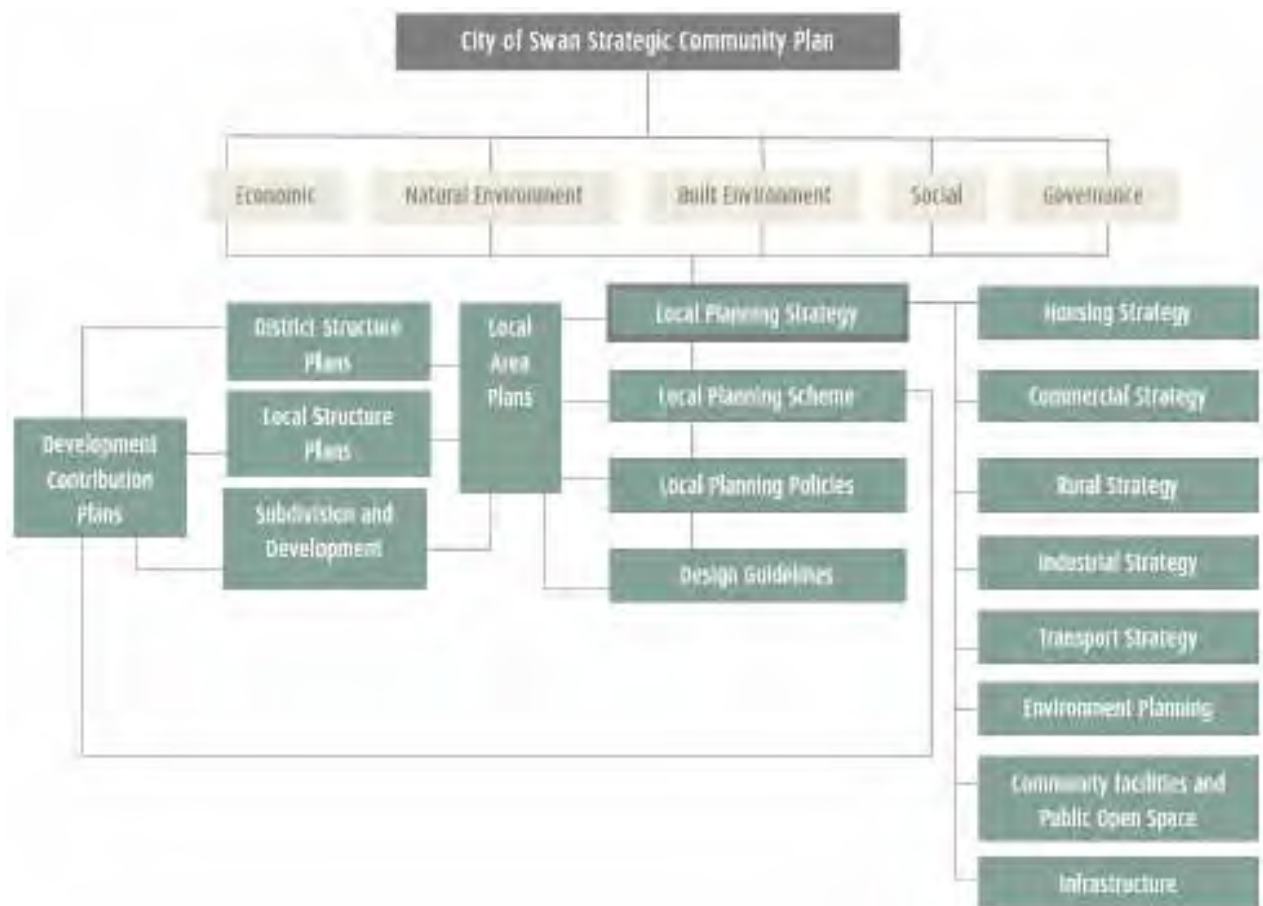 City of Swan Strategic Community Plan
Economic
Natural Environment
Built Environment
Social
Governance
District Structure
Plans
Local Structure
Plans
Subdivision and
Development
Development
Contribution
Plans
Local
Area
Plans
Local Planning Strategy
Local Planning Scheme
Local Planning Policies
Design Guidelines
Housing Strategy
Commercial Strategy
Rural Strategy
Industrial Strategy
Transport Strategy
Environment Planning
Community facilities and
Public Open Space
Infrastructure